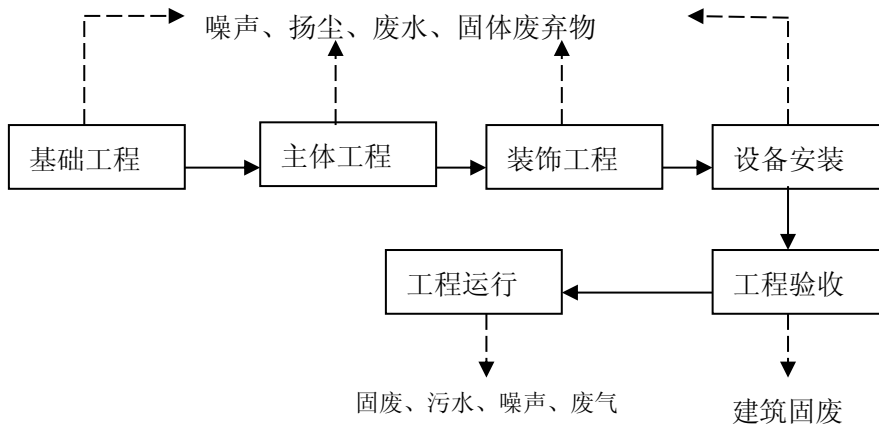 噪声、扬尘、废水、固体废弃物
基础工程
主体工程
装饰工程
设备安装
工程运行
工程验收
固废、污水、噪声、废气
建筑固废